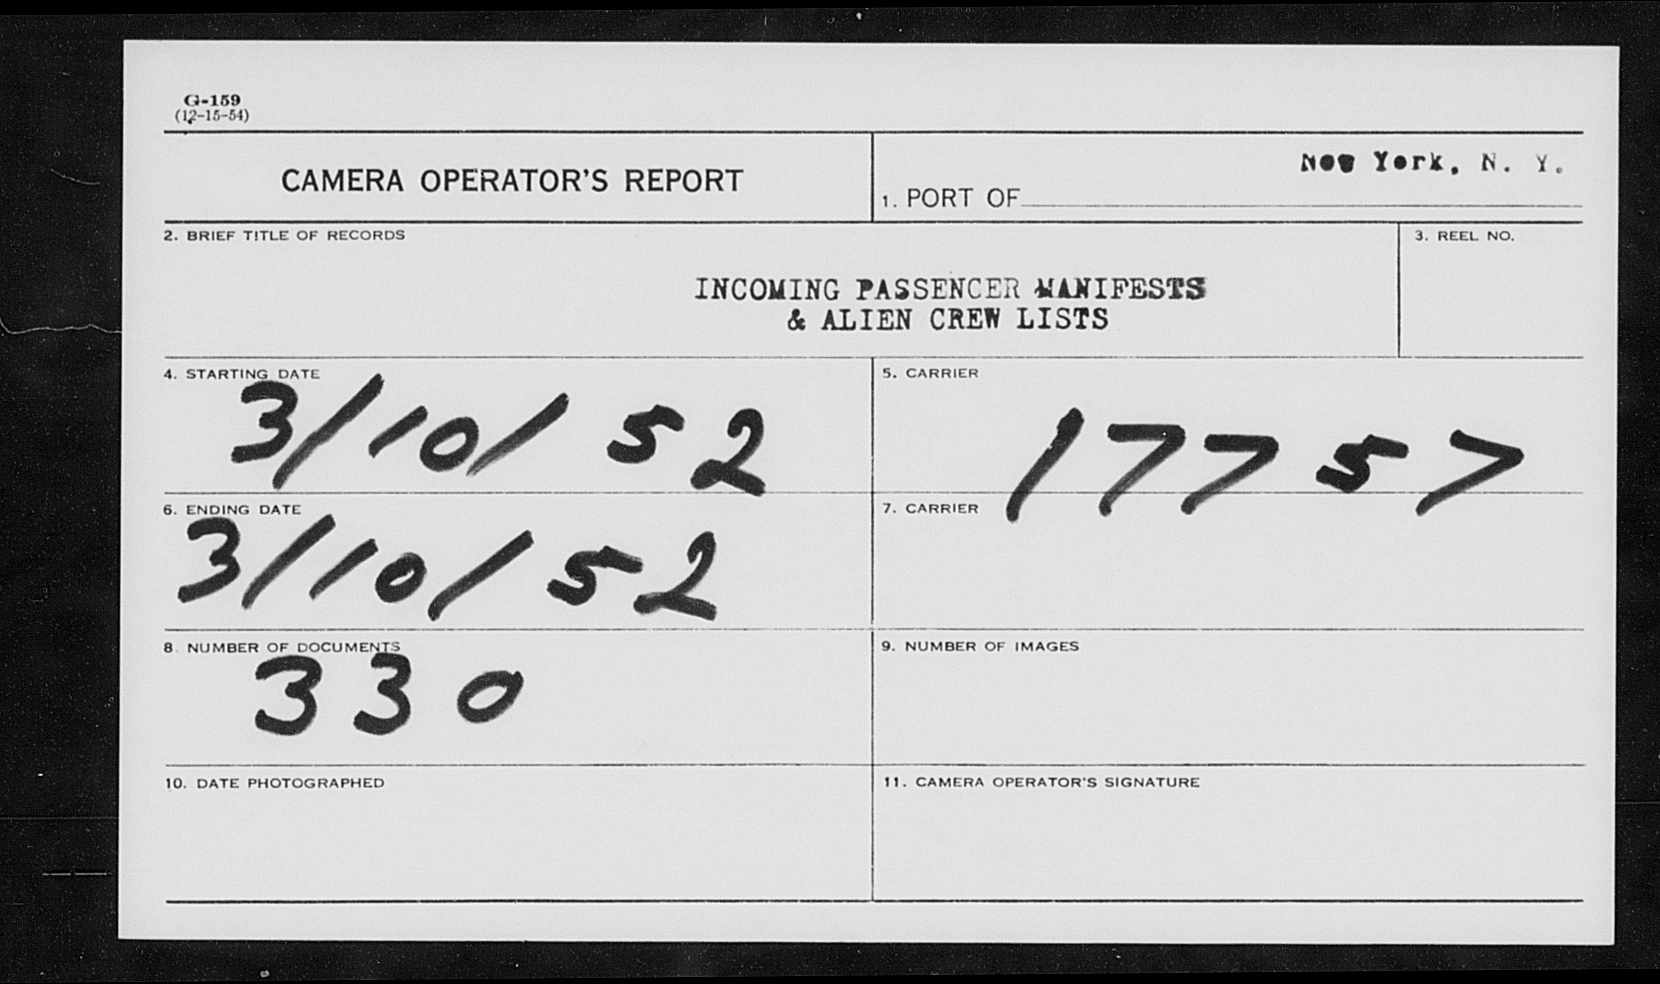 G-159
(12-15-54)
CAMERA OPERATOR'S REPORT
New York, N. Y.
1. PORT OF
2. BRIEF TITLE OF RECORDS
3. REEL NO.
INCOMING PASSENGER MANIFESTS
& ALIEN CREW LISTS
4. STARTING DATE
3/10/52
5. CARRIER
17757
6. ENDING DATE
3/10/52
7. CARRIER
8. NUMBER OF DOCUMENTS
330
9. NUMBER OF IMAGES
10. DATE PHOTOGRAPHED
11. CAMERA OPERATOR'S SIGNATURE